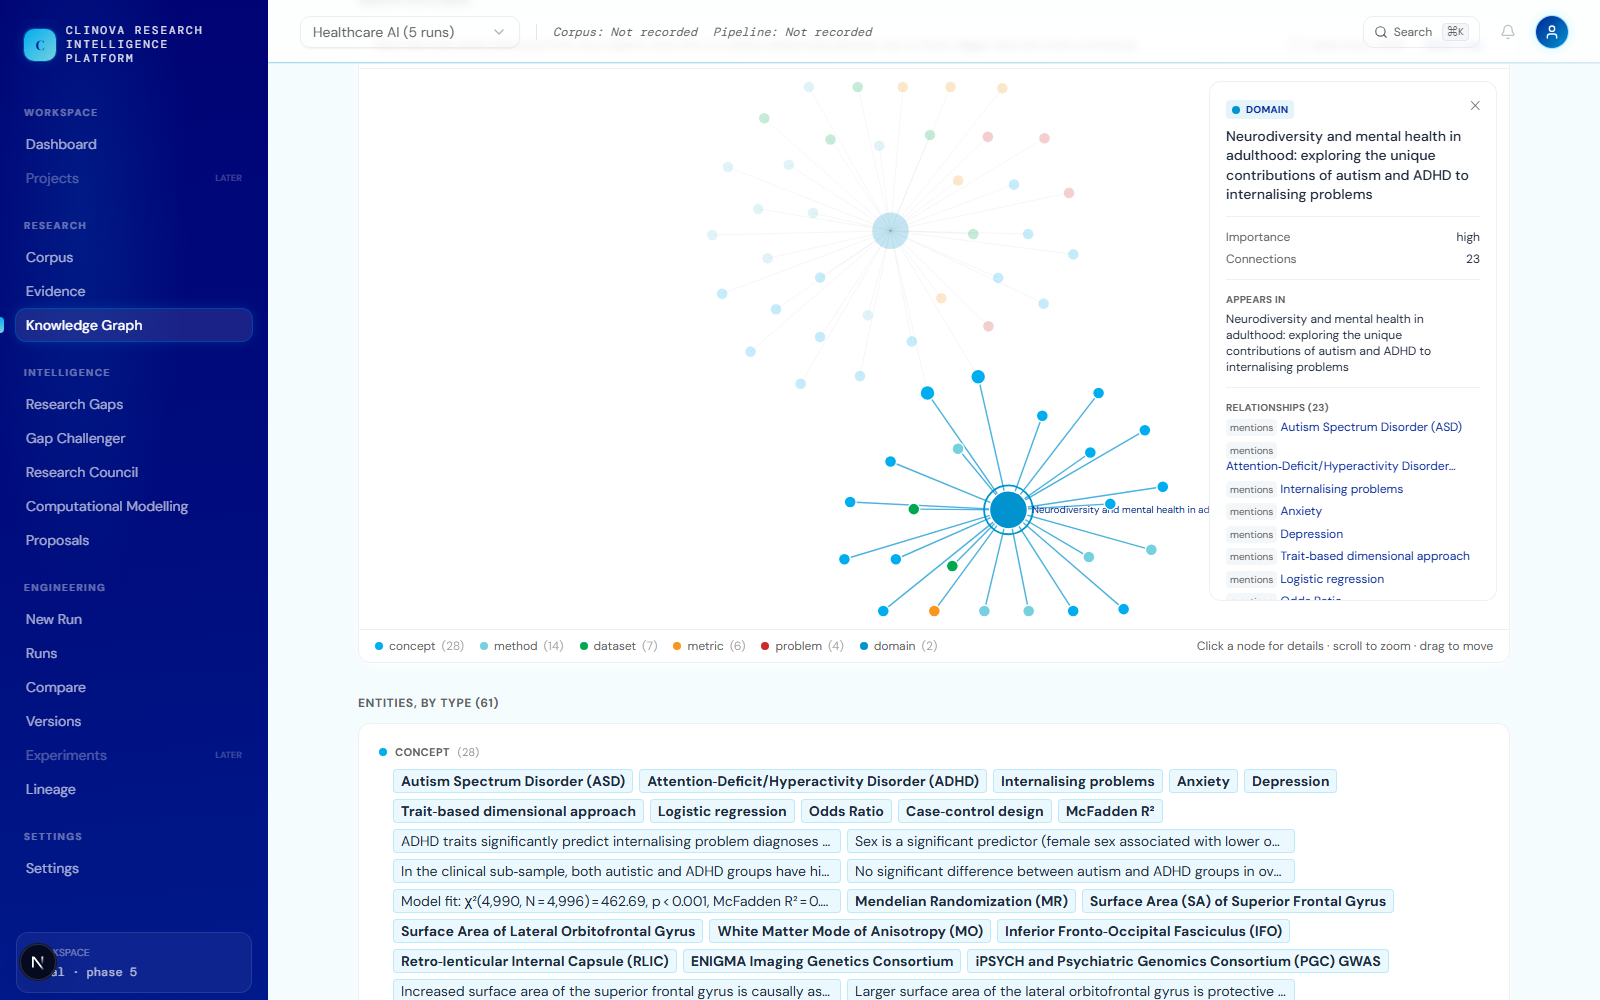 C
CLINOVA RESEARCH
INTELLIGENCE
PLATFORM
WORKSPACE
Dashboard
Projects LATER
RESEARCH
Corpus
Evidence
Knowledge Graph
INTELLIGENCE
Research Gaps
Gap Challenger
Research Council
Computational Modelling
Proposals
ENGINEERING
New Run
Runs
Compare
Versions
Experiments LATER
Lineage
SETTINGS
Settings
N
· phase 5
Healthcare AI (5 runs)
Corpus: Not recorded Pipeline: Not recorded
Search ⌘K
DOMAIN
Neurodiversity and mental health in
adulthood: exploring the unique
contributions of autism and ADHD to
internalising problems
Importance high
Connections 23
APPEARS IN
Neurodiversity and mental health in
adulthood: exploring the unique
contributions of autism and ADHD to
internalising problems
RELATIONSHIPS (23)
mentions Autism Spectrum Disorder (ASD)
mentions
Attention-Deficit/Hyperactivity Disorder...
mentions Internalising problems
mentions Anxiety
mentions Depression
mentions Trait-based dimensional approach
mentions Logistic regression
Neurodiversity and mental health in ad
concept (28) method (14) dataset (7) metric (6) problem (4) domain (2)
Click a node for details · scroll to zoom · drag to move
ENTITIES, BY TYPE (61)
CONCEPT (28)
Autism Spectrum Disorder (ASD) Attention-Deficit/Hyperactivity Disorder (ADHD) Internalising problems Anxiety Depression
Trait-based dimensional approach Logistic regression Odds Ratio Case-control design McFadden R²
ADHD traits significantly predict internalising problem diagnoses ... Sex is a significant predictor (female sex associated with lower o...
In the clinical sub-sample, both autistic and ADHD groups have hi... No significant difference between autism and ADHD groups in ov...
Model fit: χ²(4,990, N = 4,996) = 462.69, p < 0.001, McFadden R² = 0.... Mendelian Randomization (MR) Surface Area (SA) of Superior Frontal Gyrus
Surface Area of Lateral Orbitofrontal Gyrus White Matter Mode of Anisotropy (MO) Inferior Fronto-Occipital Fasciculus (IFO)
Retro-lenticular Internal Capsule (RLIC) ENIGMA Imaging Genetics Consortium iPSYCH and Psychiatric Genomics Consortium (PGC) GWAS
Increased surface area of the superior frontal gyrus is causally as... Larger surface area of the lateral orbitofrontal gyrus is protective ...